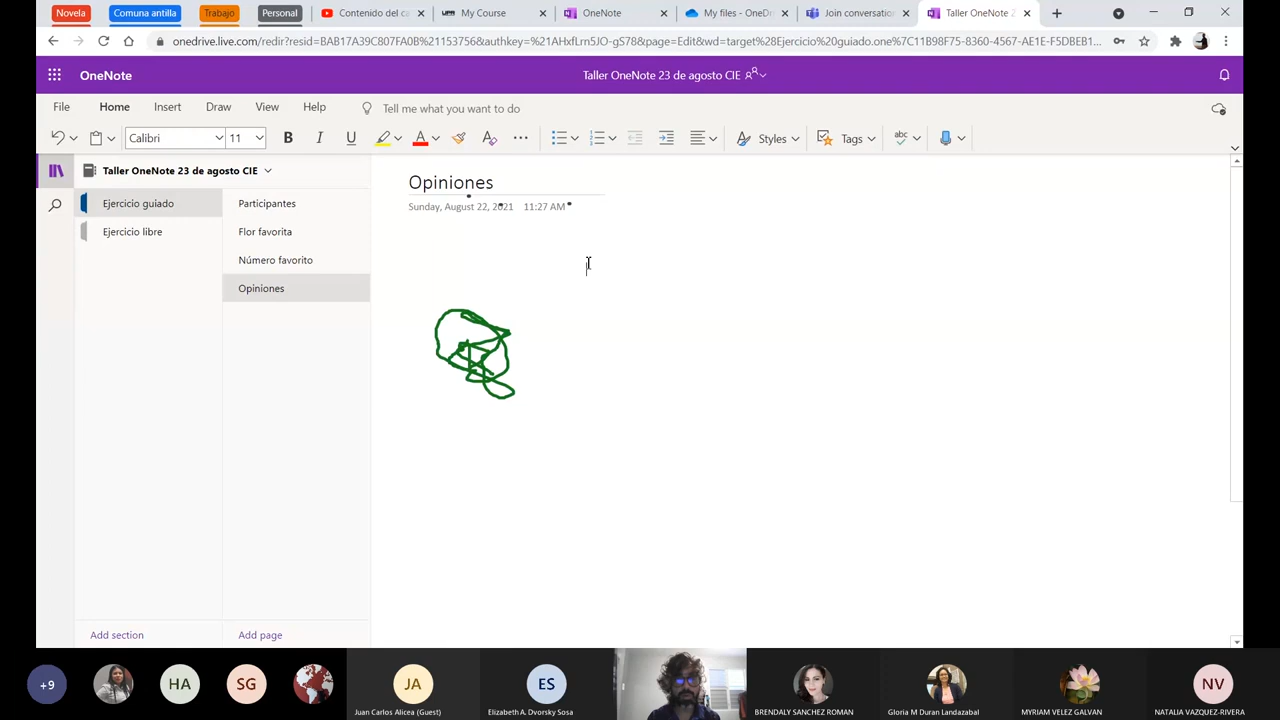 Novela
Comuna antilla
Trabajo
Personal
Contenido del ca
My Course
OneNote
My files - OneDri
Join conversation
Taller OneNote 2
onedrive.live.com/redir?resid=BAB17A39C807FA0B%21153756&authkey=%21AHxfLrn5JO-gS78&page=Edit&wd=target%28Ejercicio%20guiado.one%7C11B98F75-8360-4567-AE1E-F5DBEB1...
OneNote
Taller OneNote 23 de agosto CIE
File
Home
Insert
Draw
View
Help
Tell me what you want to do
Calibri
11
B
I
U
A
Styles
Tags
abc
Taller OneNote 23 de agosto CIE
Opiniones
Ejercicio guiado
Participantes
Sunday, August 22, 2021 11:27 AM
Ejercicio libre
Flor favorita
Número favorito
Opiniones
Add section
Add page
+9
HA
SG
JA
ES
NV
Juan Carlos Alicea (Guest)
Elizabeth A. Dvorsky Sosa
BRENDALY SANCHEZ ROMAN
Gloria M Duran Landazabal
MYRIAM VELEZ GALVAN
NATALIA VAZQUEZ-RIVERA